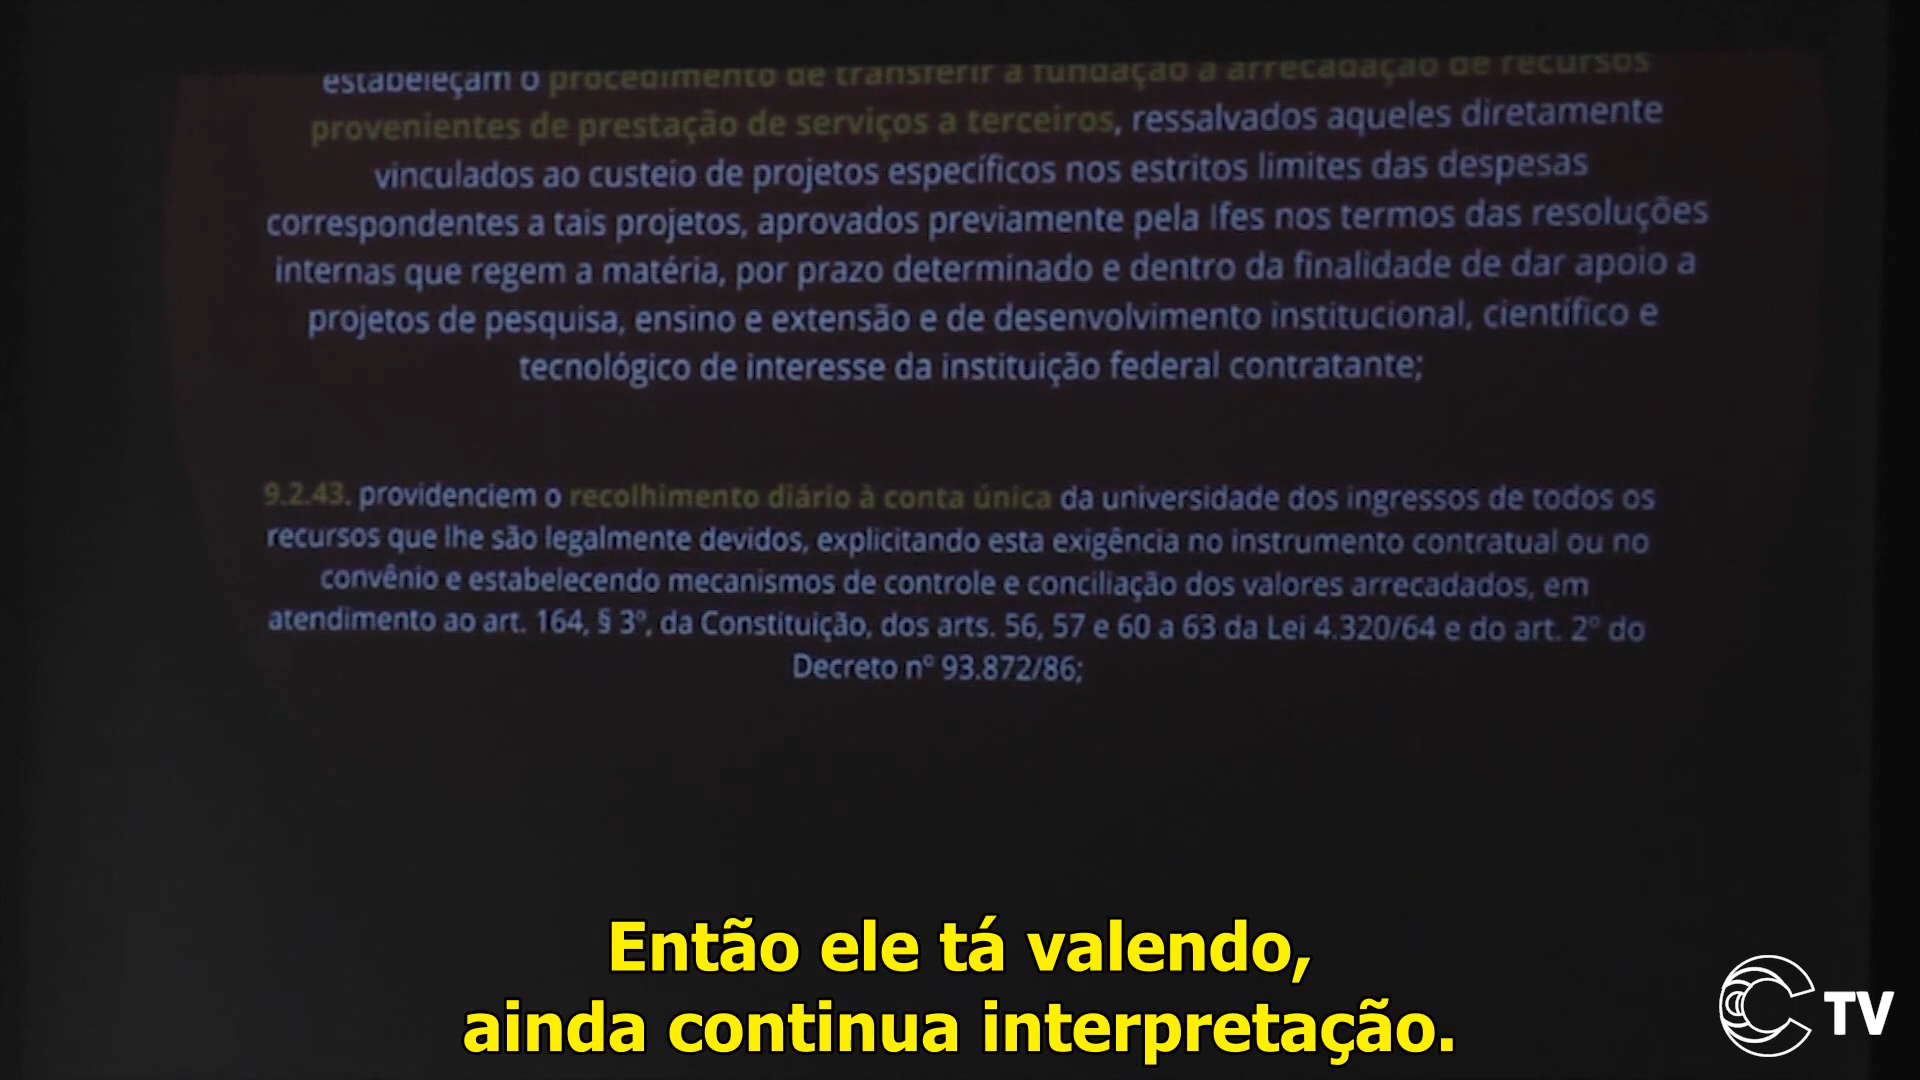 estabeleçam o procedimento de transferir à fundação a arrecadação de recursos
provenientes de prestação de serviços a terceiros, ressalvados aqueles diretamente
vinculados ao custeio de projetos específicos nos estritos limites das despesas
correspondentes a tais projetos, aprovados previamente pela Ifes nos termos das resoluções
internas que regem a matéria, por prazo determinado e dentro da finalidade de dar apoio a
projetos de pesquisa, ensino e extensão e de desenvolvimento institucional, científico e
tecnológico de interesse da instituição federal contratante;
9.2.43. providenciem o recolhimento diário à conta única da universidade dos ingressos de todos os
recursos que lhe são legalmente devidos, explicitando esta exigência no instrumento contratual ou no
convênio e estabelecendo mecanismos de controle e conciliação dos valores arrecadados, em
atendimento ao art. 164, § 3º, da Constituição, dos arts. 56, 57 e 60 a 63 da Lei 4.320/64 e do art. 2º do
Decreto nº 93.872/86;
Então ele tá valendo,
ainda continua interpretação.
C TV